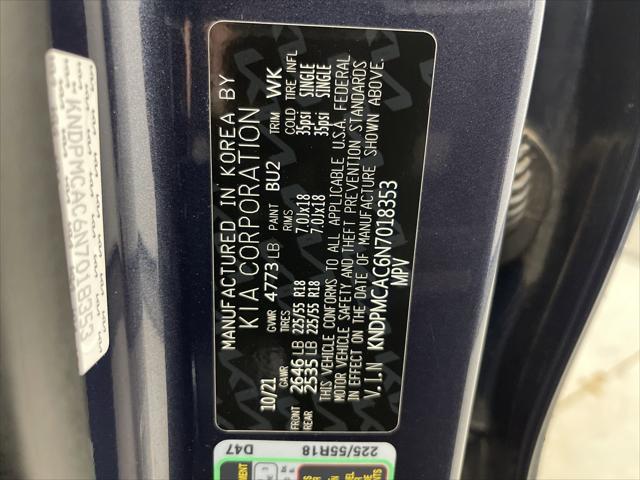 KNDPMCAC6N7018353
MANUFACTURED IN KOREA BY
KIA CORPORATION
10/21 GVWR 4773 LB PAINT BU2 TRIM WK
GAWR TIRES RIMS COLD TIRE INFL
FRONT 2646 LB 225/55 R18 7.0JX18 35psi SINGLE
REAR 2535 LB 225/55 R18 7.0JX18 35psi SINGLE
THIS VEHICLE CONFORMS TO ALL APPLICABLE U.S.A. FEDERAL
MOTOR VEHICLE SAFETY AND THEFT PREVENTION STANDARDS
IN EFFECT ON THE DATE OF MANUFACTURE SHOWN ABOVE.
V.I.N KNDPMCAC6N7018353
MPV
225/55R18 D47